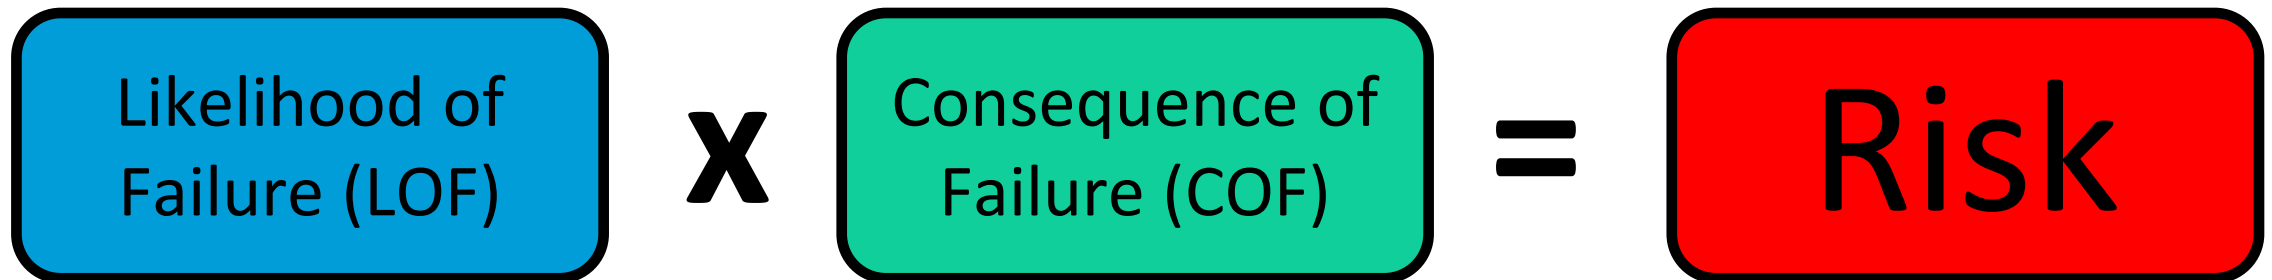 Likelihood of
Failure (LOF)
x
Consequence of
Failure (COF)
=
Risk